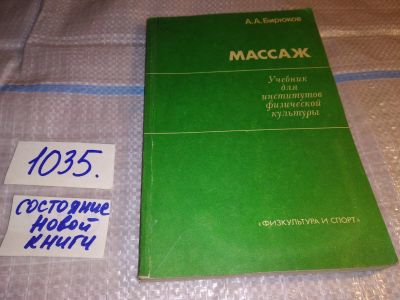 А.А.Бирюков
МАССАЖ
Учебник
для
институтов
физической
культуры
«ФИЗКУЛЬТУРА И СПОРТ»
1035.
состояние
новой
книги